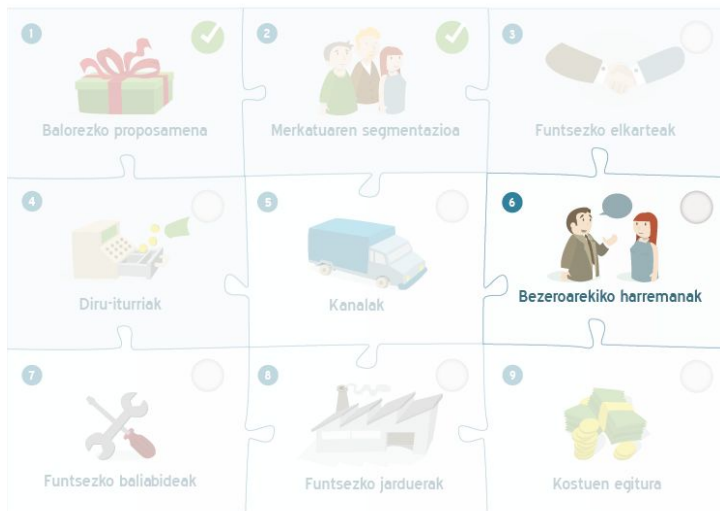 1
Balorezko proposamena
2
Merkatuaren segmentazioa
3
Funtsezko elkarteak
4
Diru-iturriak
5
Kanalak
6
Bezeroarekiko harremanak
7
Funtsezko baliabideak
8
Funtsezko jarduerak
9
Kostuen egitura